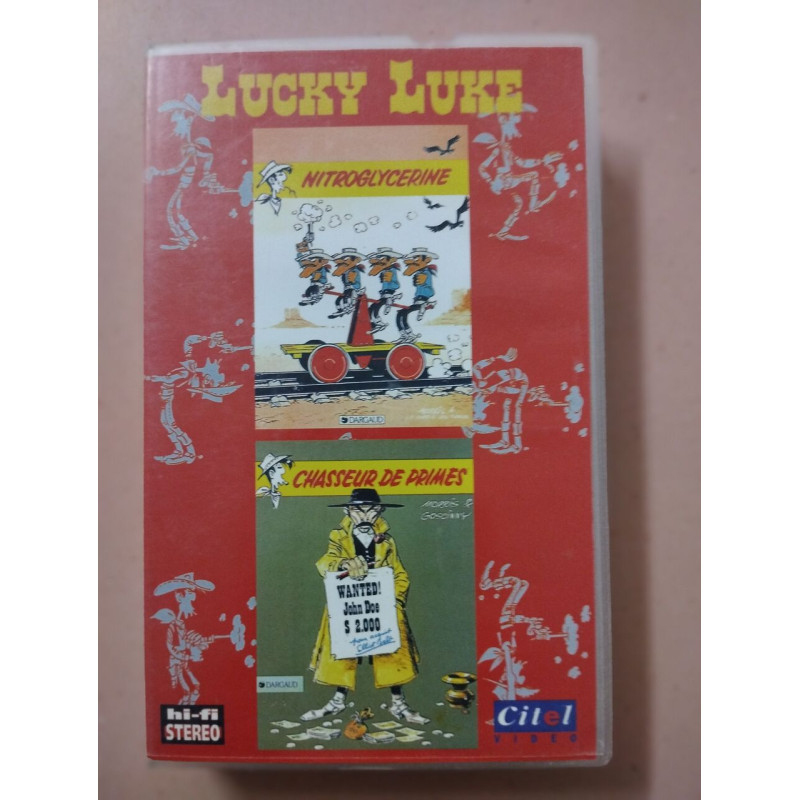 LUCKY LUKE
NITROGLYCERINE
DARGAUD
CHASSEUR DE PRIMES
MORRIS &
GOSCINNY
WANTED!
John Doe
$ 2.000
DARGAUD
hi-fi
STEREO
Citel
VIDEO